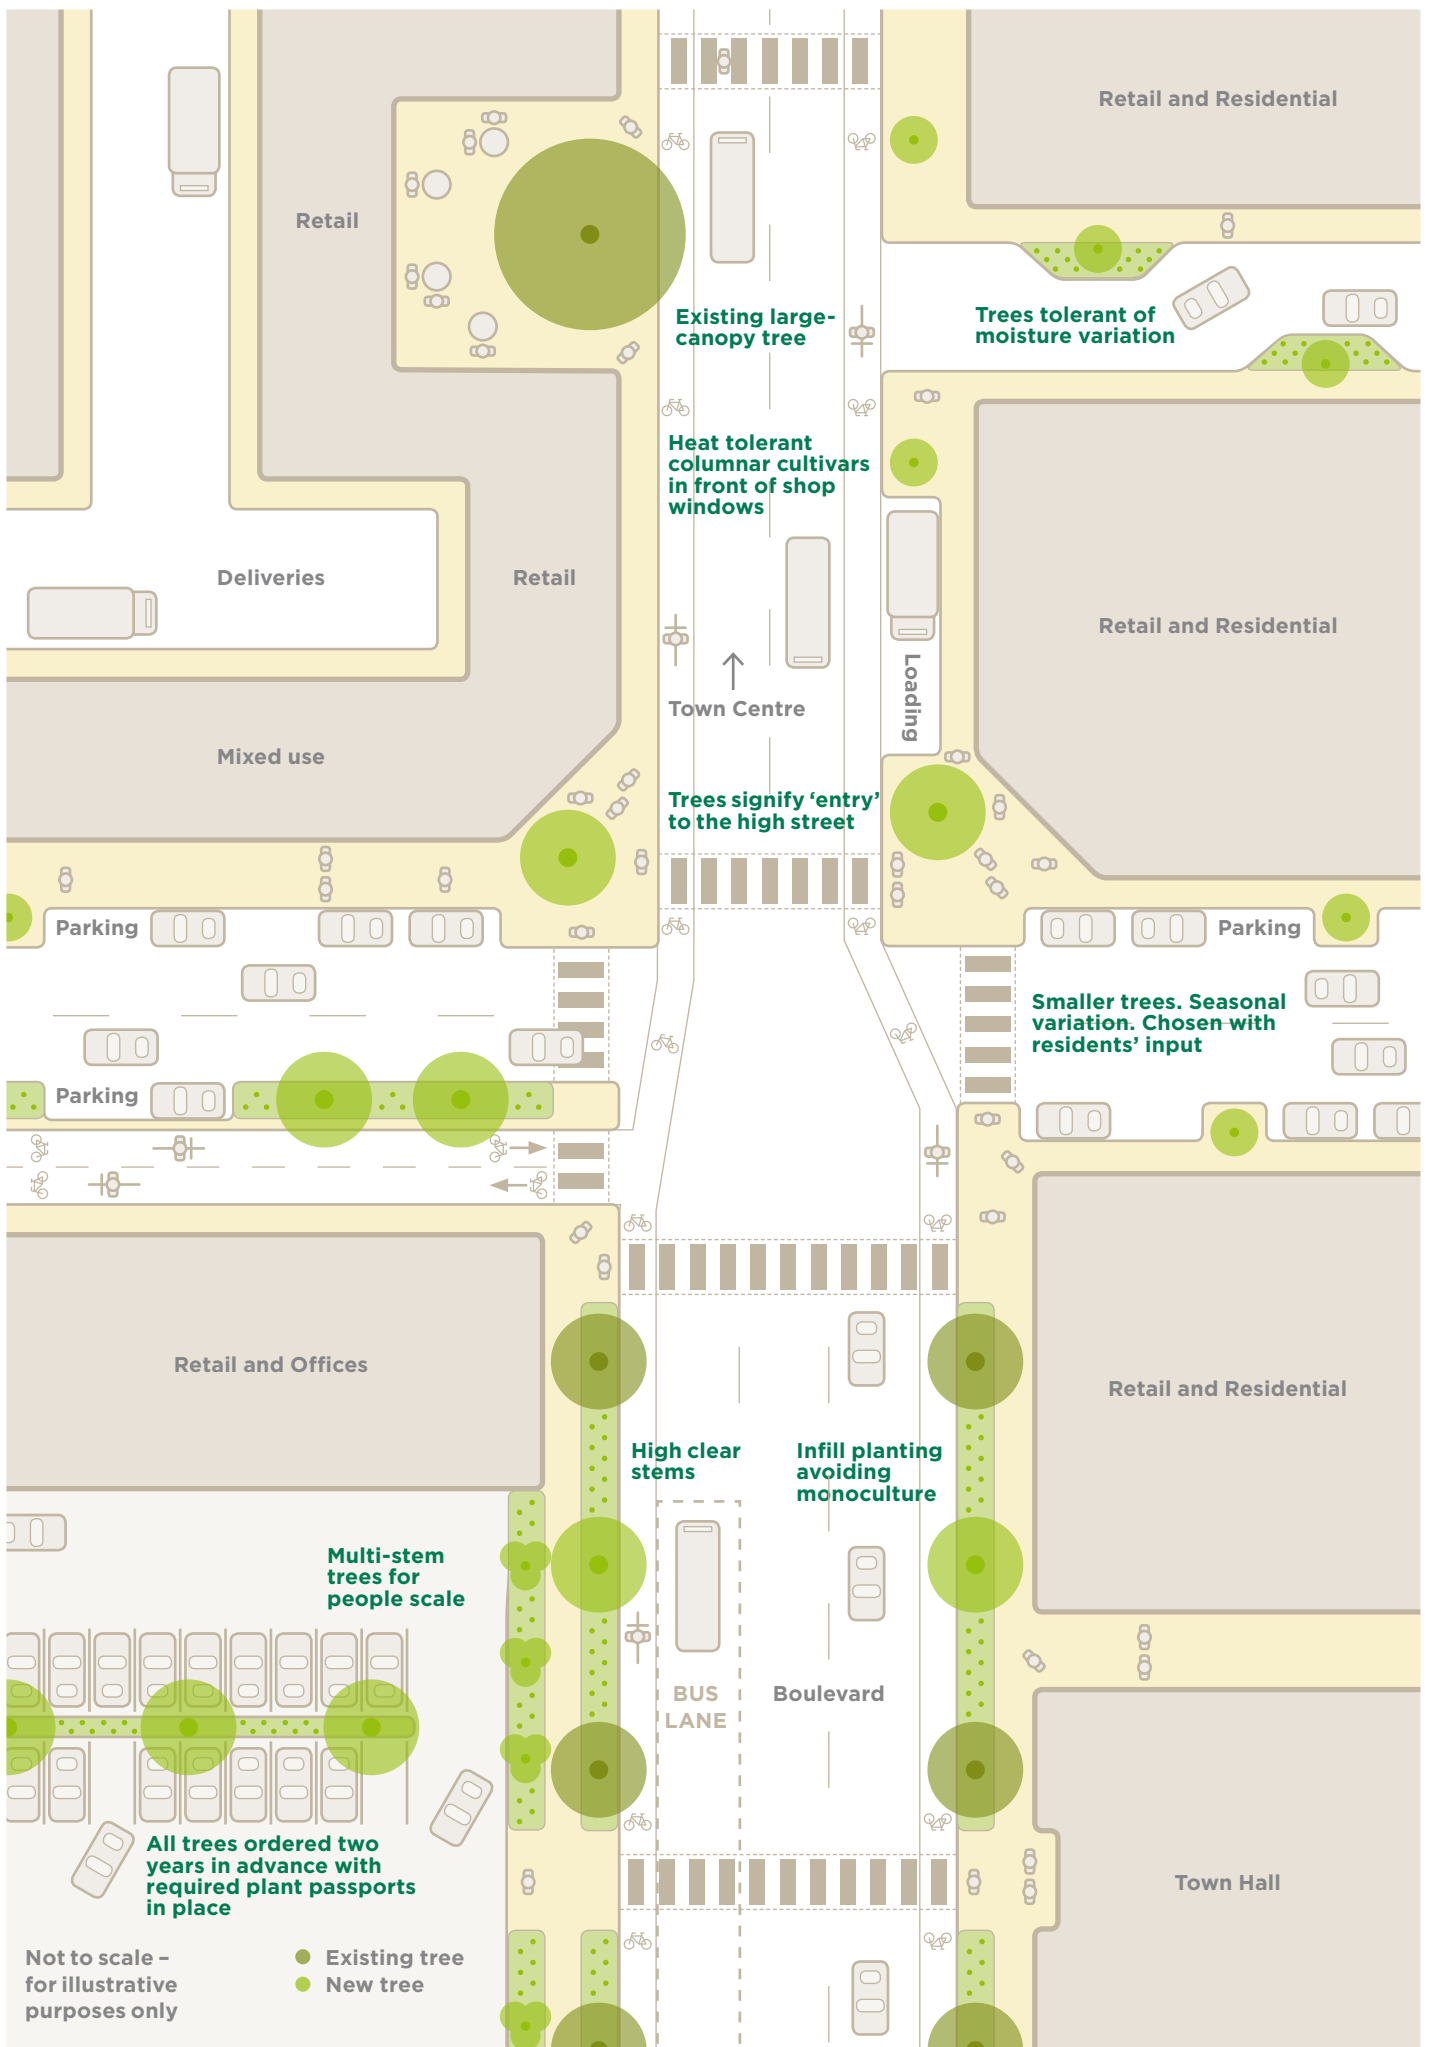 Retail and Residential
Retail
Existing large-
canopy tree
Trees tolerant of
moisture variation
Heat tolerant
columnar cultivars
in front of shop
windows
Deliveries
Retail
Retail and Residential
Loading
Town Centre
Mixed use
Trees signify ‘entry’
to the high street
Parking
Parking
Smaller trees. Seasonal
variation. Chosen with
residents’ input
Parking
Retail and Offices
Retail and Residential
High clear
stems
Infill planting
avoiding
monoculture
Multi-stem
trees for
people scale
BUS
LANE
Boulevard
All trees ordered two
years in advance with
required plant passports
in place
Town Hall
Not to scale –
for illustrative
purposes only
Existing tree
New tree